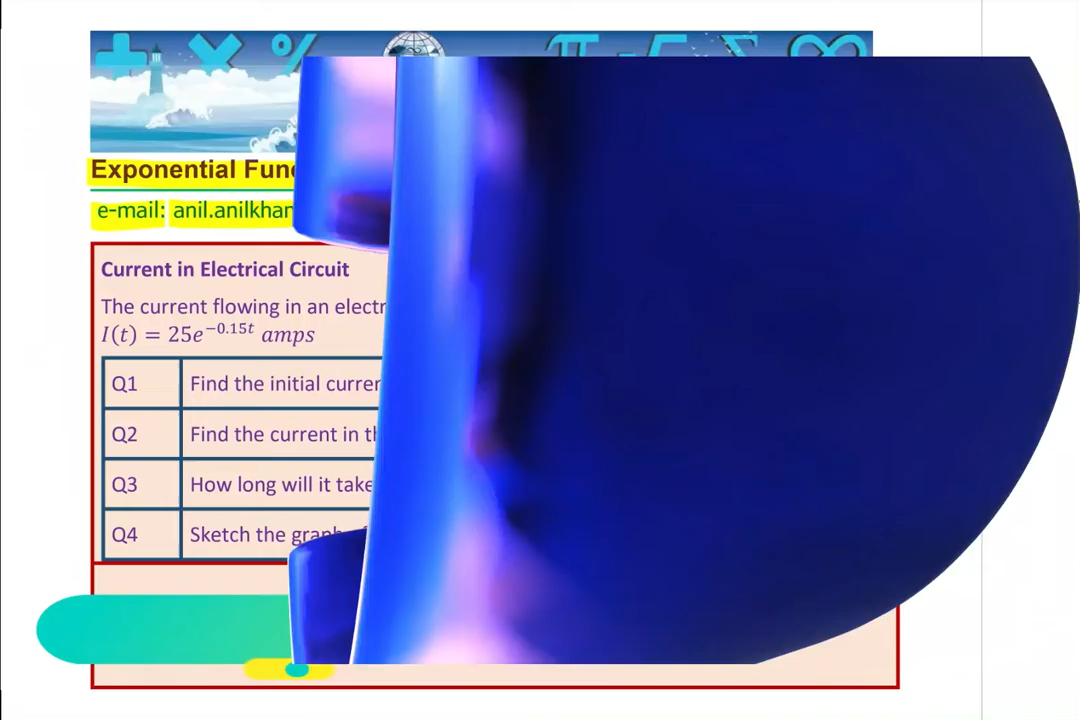 Exponential Func
e-mail: anil.anilkhan
Current in Electrical Circuit
The current flowing in an electr
I(t) = 25e^{-0.15t} amps
Q1 Find the initial curren
Q2 Find the current in th
Q3 How long will it take
Q4 Sketch the graph